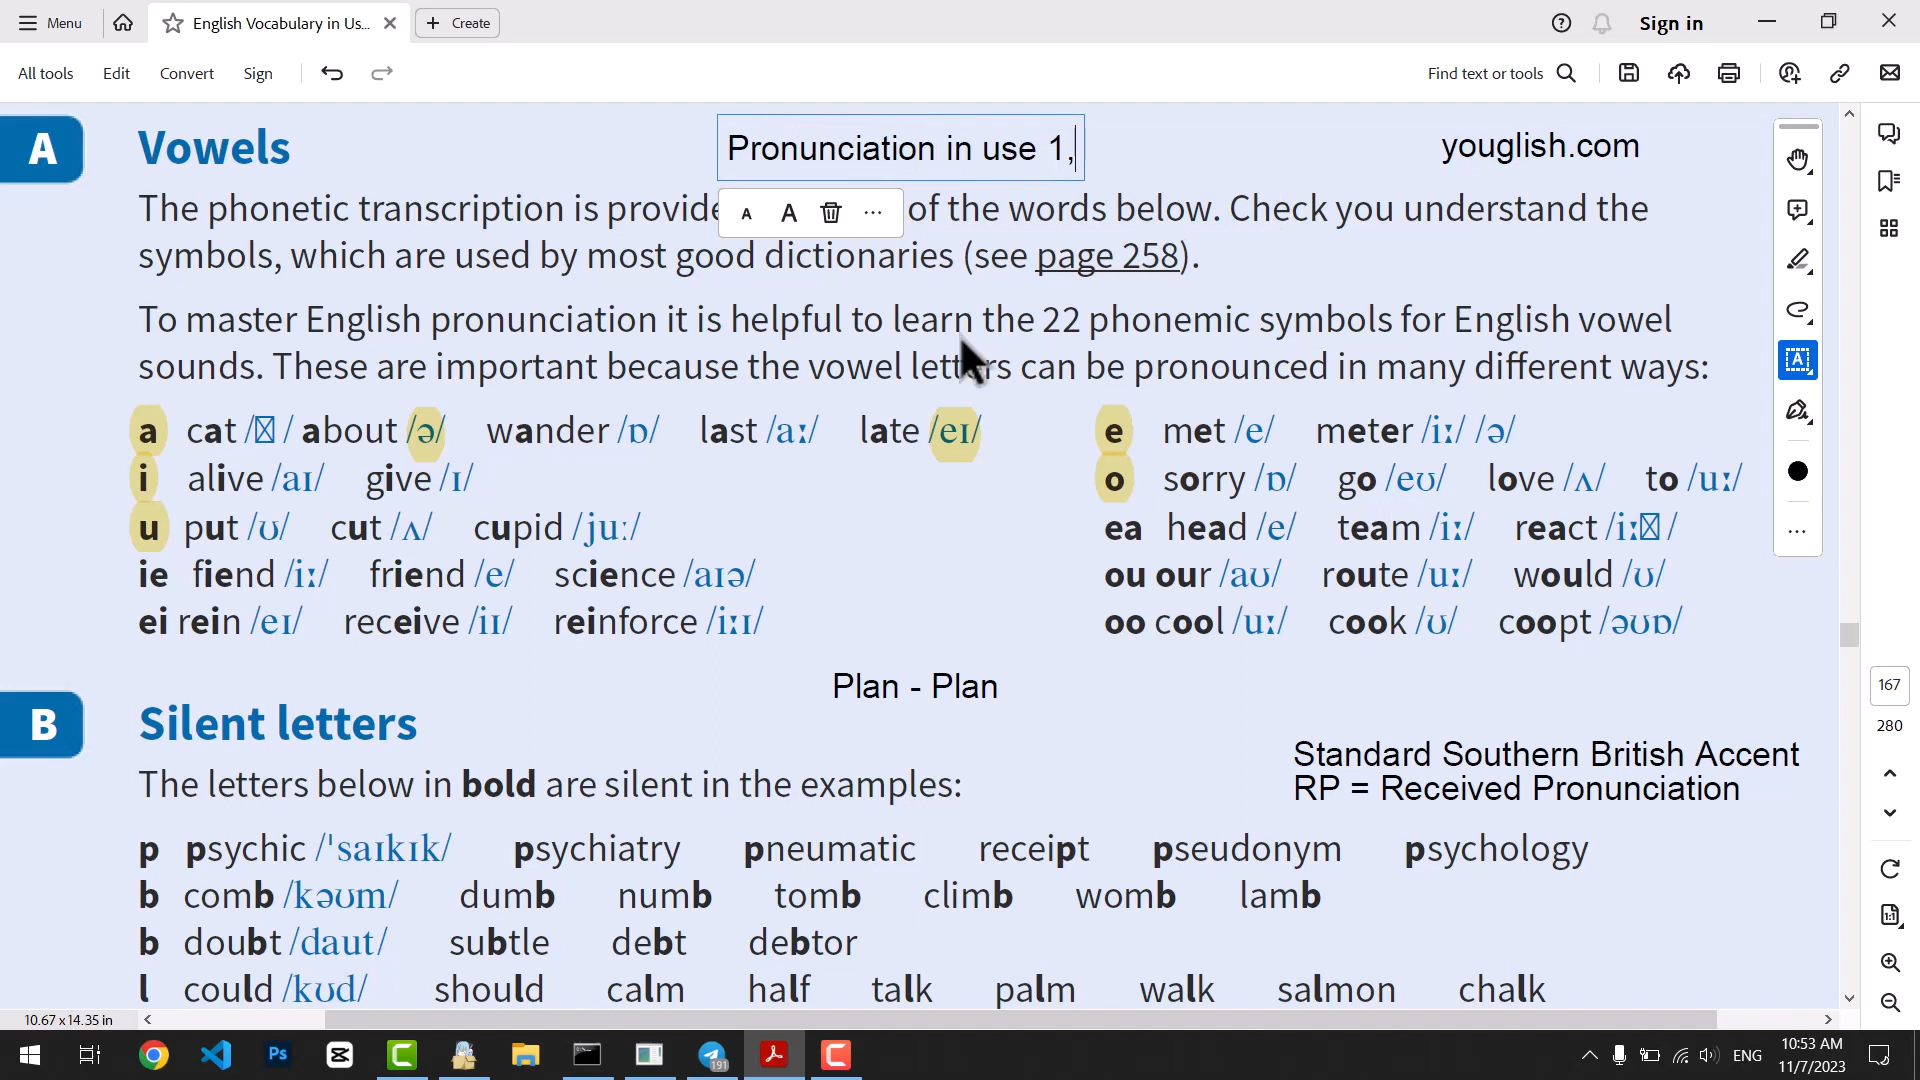 Menu
English Vocabulary in Us...
Create
Sign in
All tools
Edit
Convert
Sign
Find text or tools
A
Vowels
Pronunciation in use 1,
youglish.com
The phonetic transcription is provide of the words below. Check you understand the
symbols, which are used by most good dictionaries (see page 258).
To master English pronunciation it is helpful to learn the 22 phonemic symbols for English vowel
sounds. These are important because the vowel letters can be pronounced in many different ways:
a cat / / about /ə/ wander /ɒ/ last /aː/ late /eɪ/
e met /e/ meter /iː/ /ə/
i alive /aɪ/ give /ɪ/
o sorry /ɒ/ go /eʊ/ love /ʌ/ to /uː/
u put /ʊ/ cut /ʌ/ cupid /juː/
ea head /e/ team /iː/ react /iː /
ie fiend /iː/ friend /e/ science /aɪə/
ou our /aʊ/ route /uː/ would /ʊ/
ei rein /eɪ/ receive /iɪ/ reinforce /iːɪ/
oo cool /uː/ cook /ʊ/ coopt /əʊɒ/
Plan - Plan
B
Silent letters
Standard Southern British Accent
RP = Received Pronunciation
The letters below in bold are silent in the examples:
p psychic /ˈsaɪkɪk/ psychiatry pneumatic receipt pseudonym psychology
b comb /kəʊm/ dumb numb tomb climb womb lamb
b doubt /daut/ subtle debt debtor
l could /kʊd/ should calm half talk palm walk salmon chalk
167
280
10.67 x 14.35 in
Ps
191
ENG
10:53 AM
11/7/2023